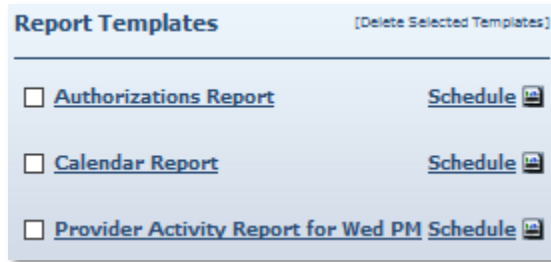 Report Templates [Delete Selected Templates]
Authorizations Report Schedule
Calendar Report Schedule
Provider Activity Report for Wed PM Schedule